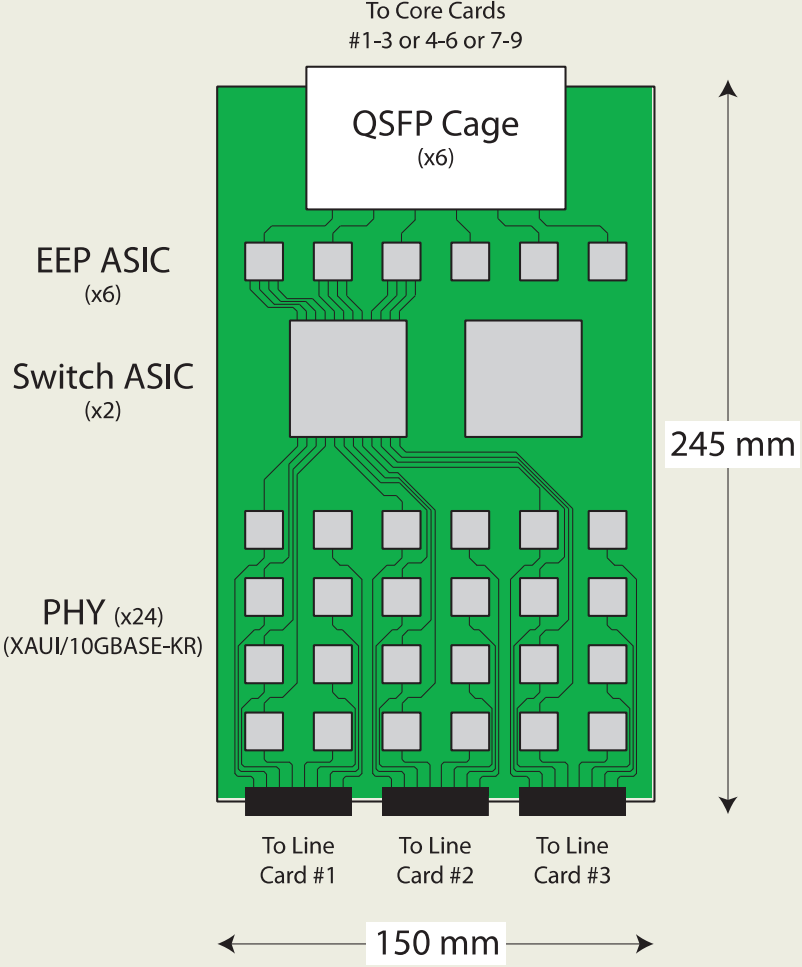 To Core Cards
#1-3 or 4-6 or 7-9
QSFP Cage
(x6)
EEP ASIC
(x6)
Switch ASIC
(x2)
245 mm
PHY (x24)
(XAUI/10GBASE-KR)
To Line
Card #1
To Line
Card #2
To Line
Card #3
150 mm